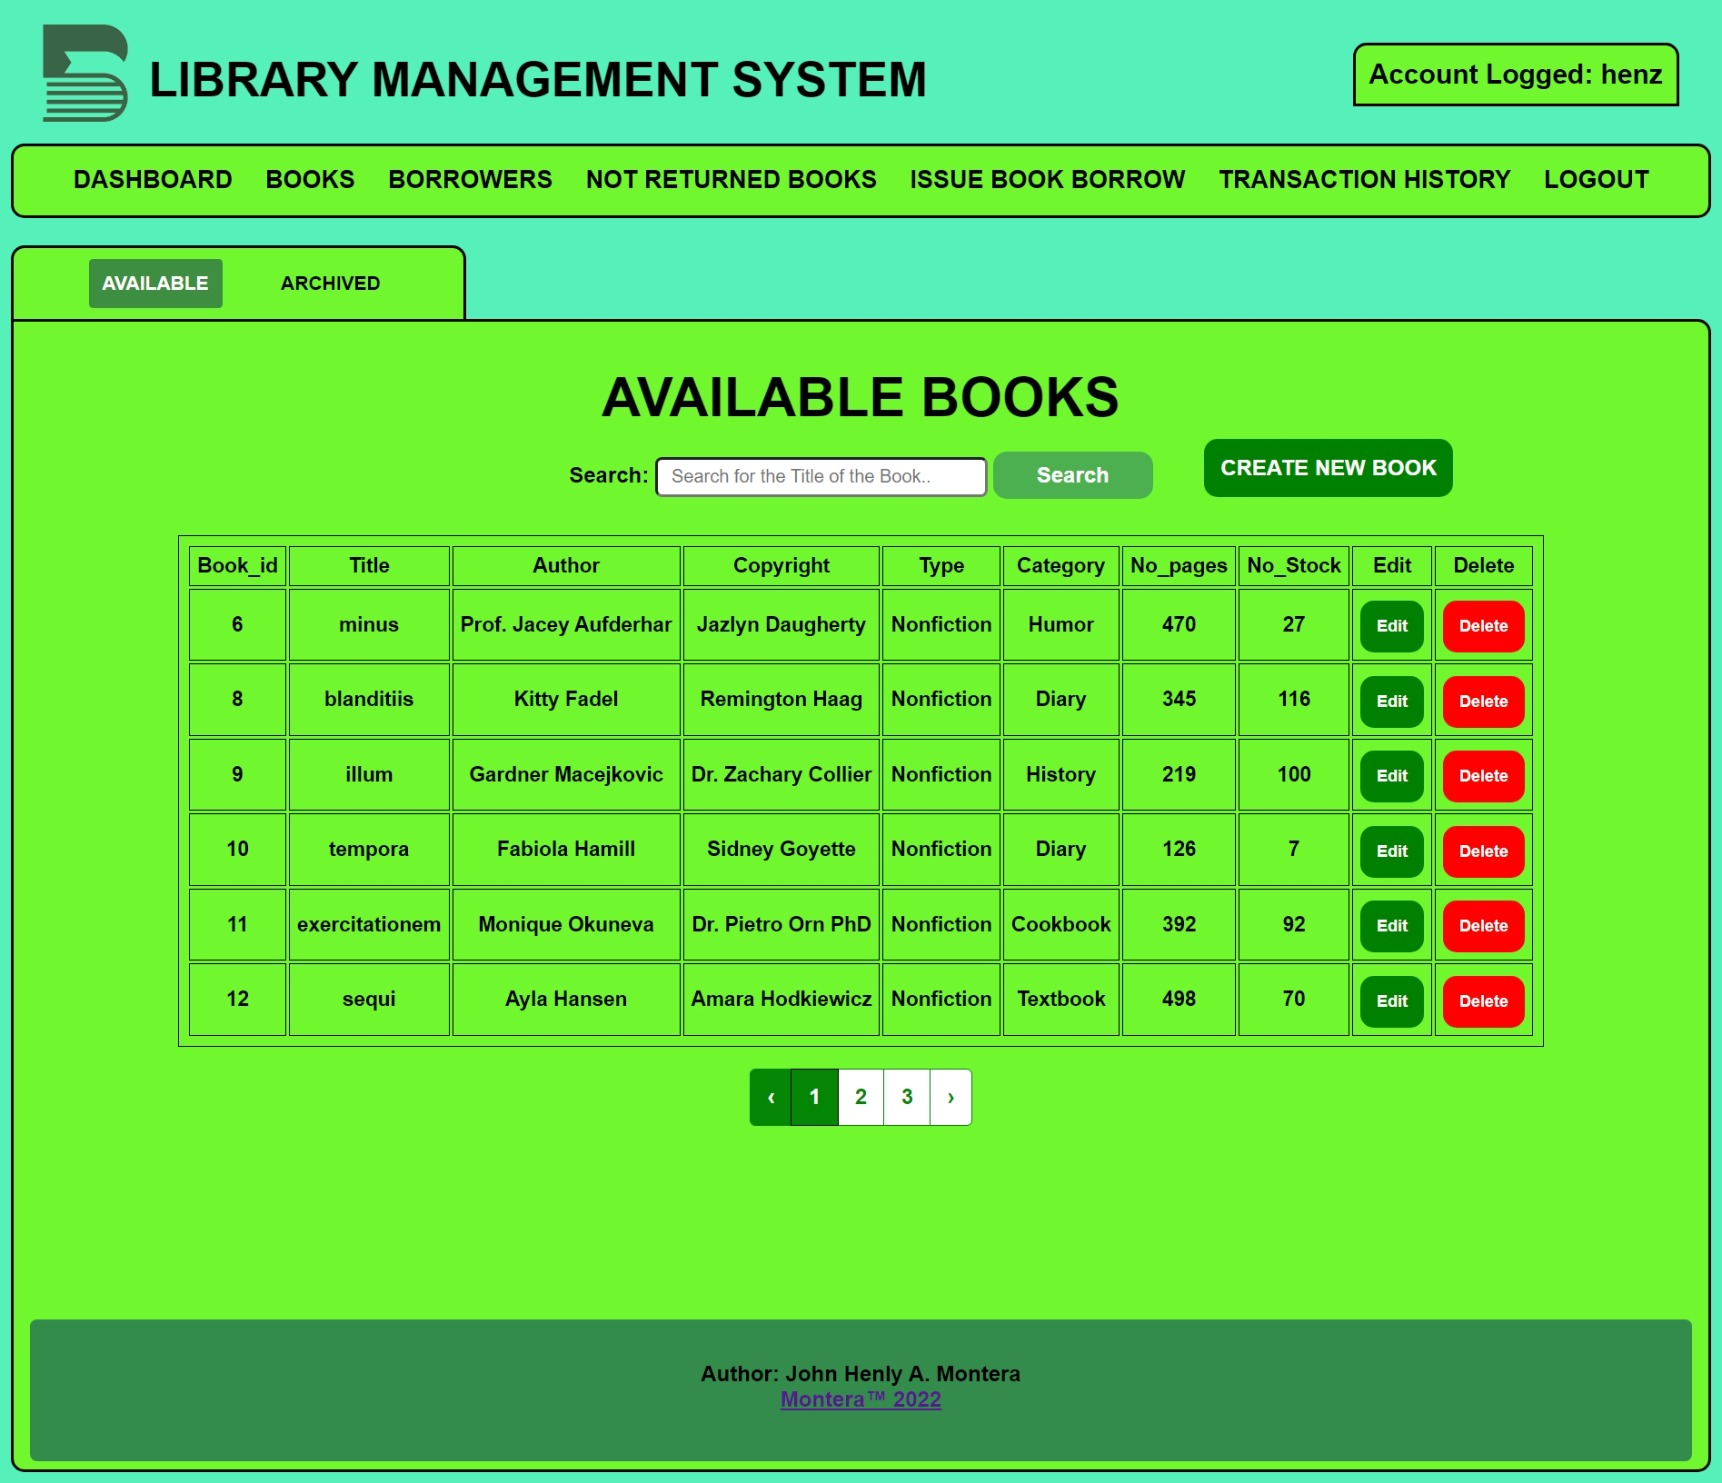 LIBRARY MANAGEMENT SYSTEM
Account Logged: henz
DASHBOARD BOOKS BORROWERS NOT RETURNED BOOKS ISSUE BOOK BORROW TRANSACTION HISTORY LOGOUT
AVAILABLE ARCHIVED
AVAILABLE BOOKS
Search: Search for the Title of the Book.. Search CREATE NEW BOOK
Book_id Title Author Copyright Type Category No_pages No_Stock Edit Delete
6 minus Prof. Jacey Aufderhar Jazlyn Daugherty Nonfiction Humor 470 27 Edit Delete
8 blanditiis Kitty Fadel Remington Haag Nonfiction Diary 345 116 Edit Delete
9 illum Gardner Macejkovic Dr. Zachary Collier Nonfiction History 219 100 Edit Delete
10 tempora Fabiola Hamill Sidney Goyette Nonfiction Diary 126 7 Edit Delete
11 exercitationem Monique Okuneva Dr. Pietro Orn PhD Nonfiction Cookbook 392 92 Edit Delete
12 sequi Ayla Hansen Amara Hodkiewicz Nonfiction Textbook 498 70 Edit Delete
‹ 1 2 3 ›
Author: John Henly A. Montera
Montera™ 2022